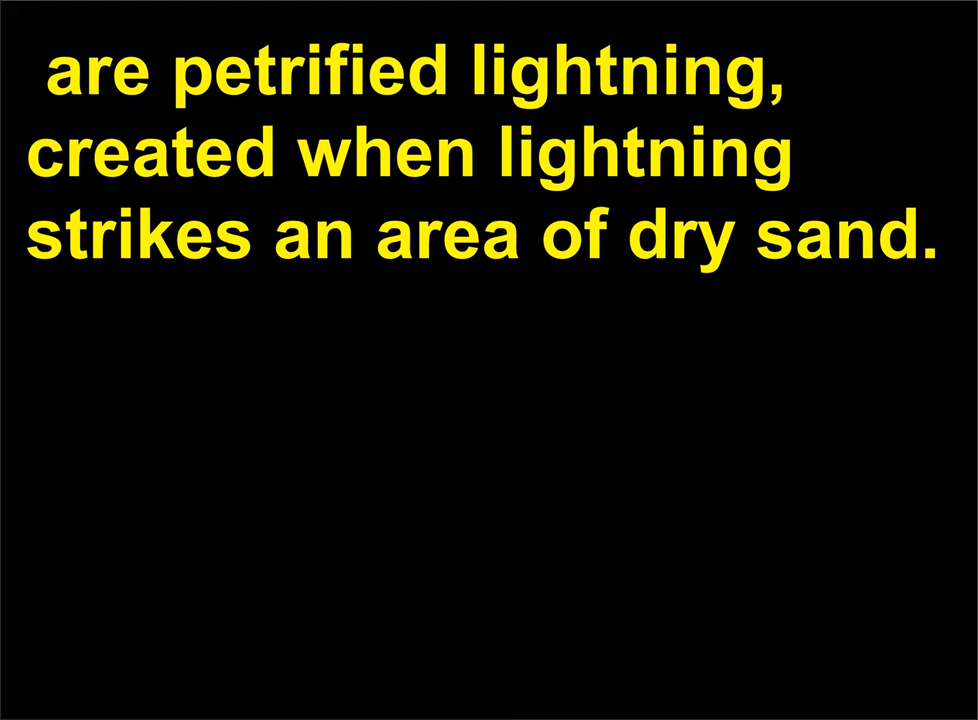 are petrified lightning,
created when lightning
strikes an area of dry sand.